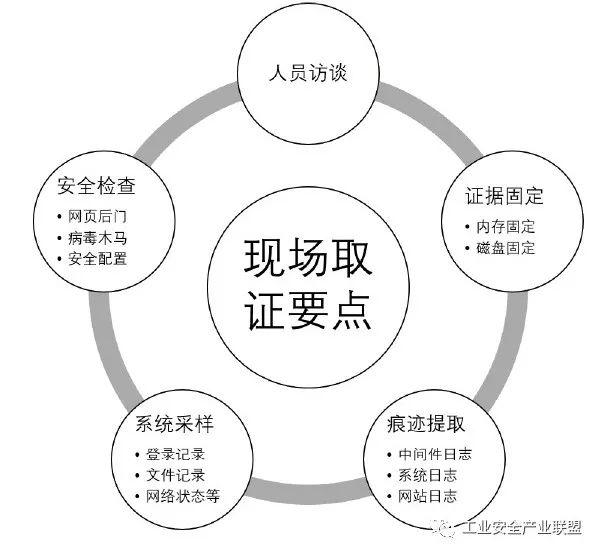 人员访谈
证据固定
• 内存固定
• 磁盘固定
痕迹提取
• 中间件日志
• 系统日志
• 网站日志
系统采样
• 登录记录
• 文件记录
• 网络状态等
安全检查
• 网页后门
• 病毒木马
• 安全配置
现场取
证要点
工业安全产业联盟